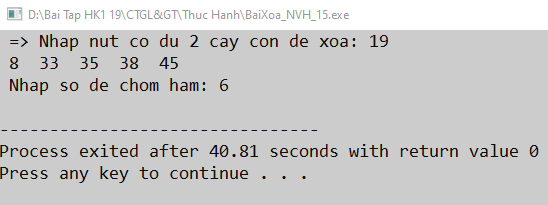 D:\Bai Tap HK1 19\CTGL&GT\Thuc Hanh\BaiXoa_NVH_15.exe
=> Nhap nut co du 2 cay con de xoa: 19
8  33  35  38  45
Nhap so de chom ham: 6
--------------------------------
Process exited after 40.81 seconds with return value 0
Press any key to continue . . .